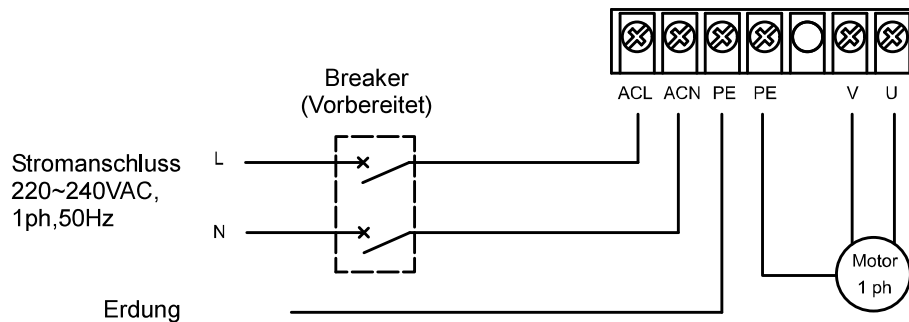 ACL ACN PE PE V U
Breaker
(Vorbereitet)
Stromanschluss
220~240VAC,
1ph,50Hz
L
N
Motor
1 ph
Erdung